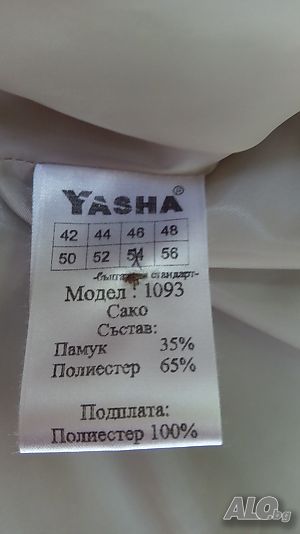 YASHA®
42 44 46 48
50 52 54 56
-български стандарт-
Модел : 1093
Сако
Състав:
Памук 35%
Полиестер 65%
Подплата:
Полиестер 100%
ALO.bg